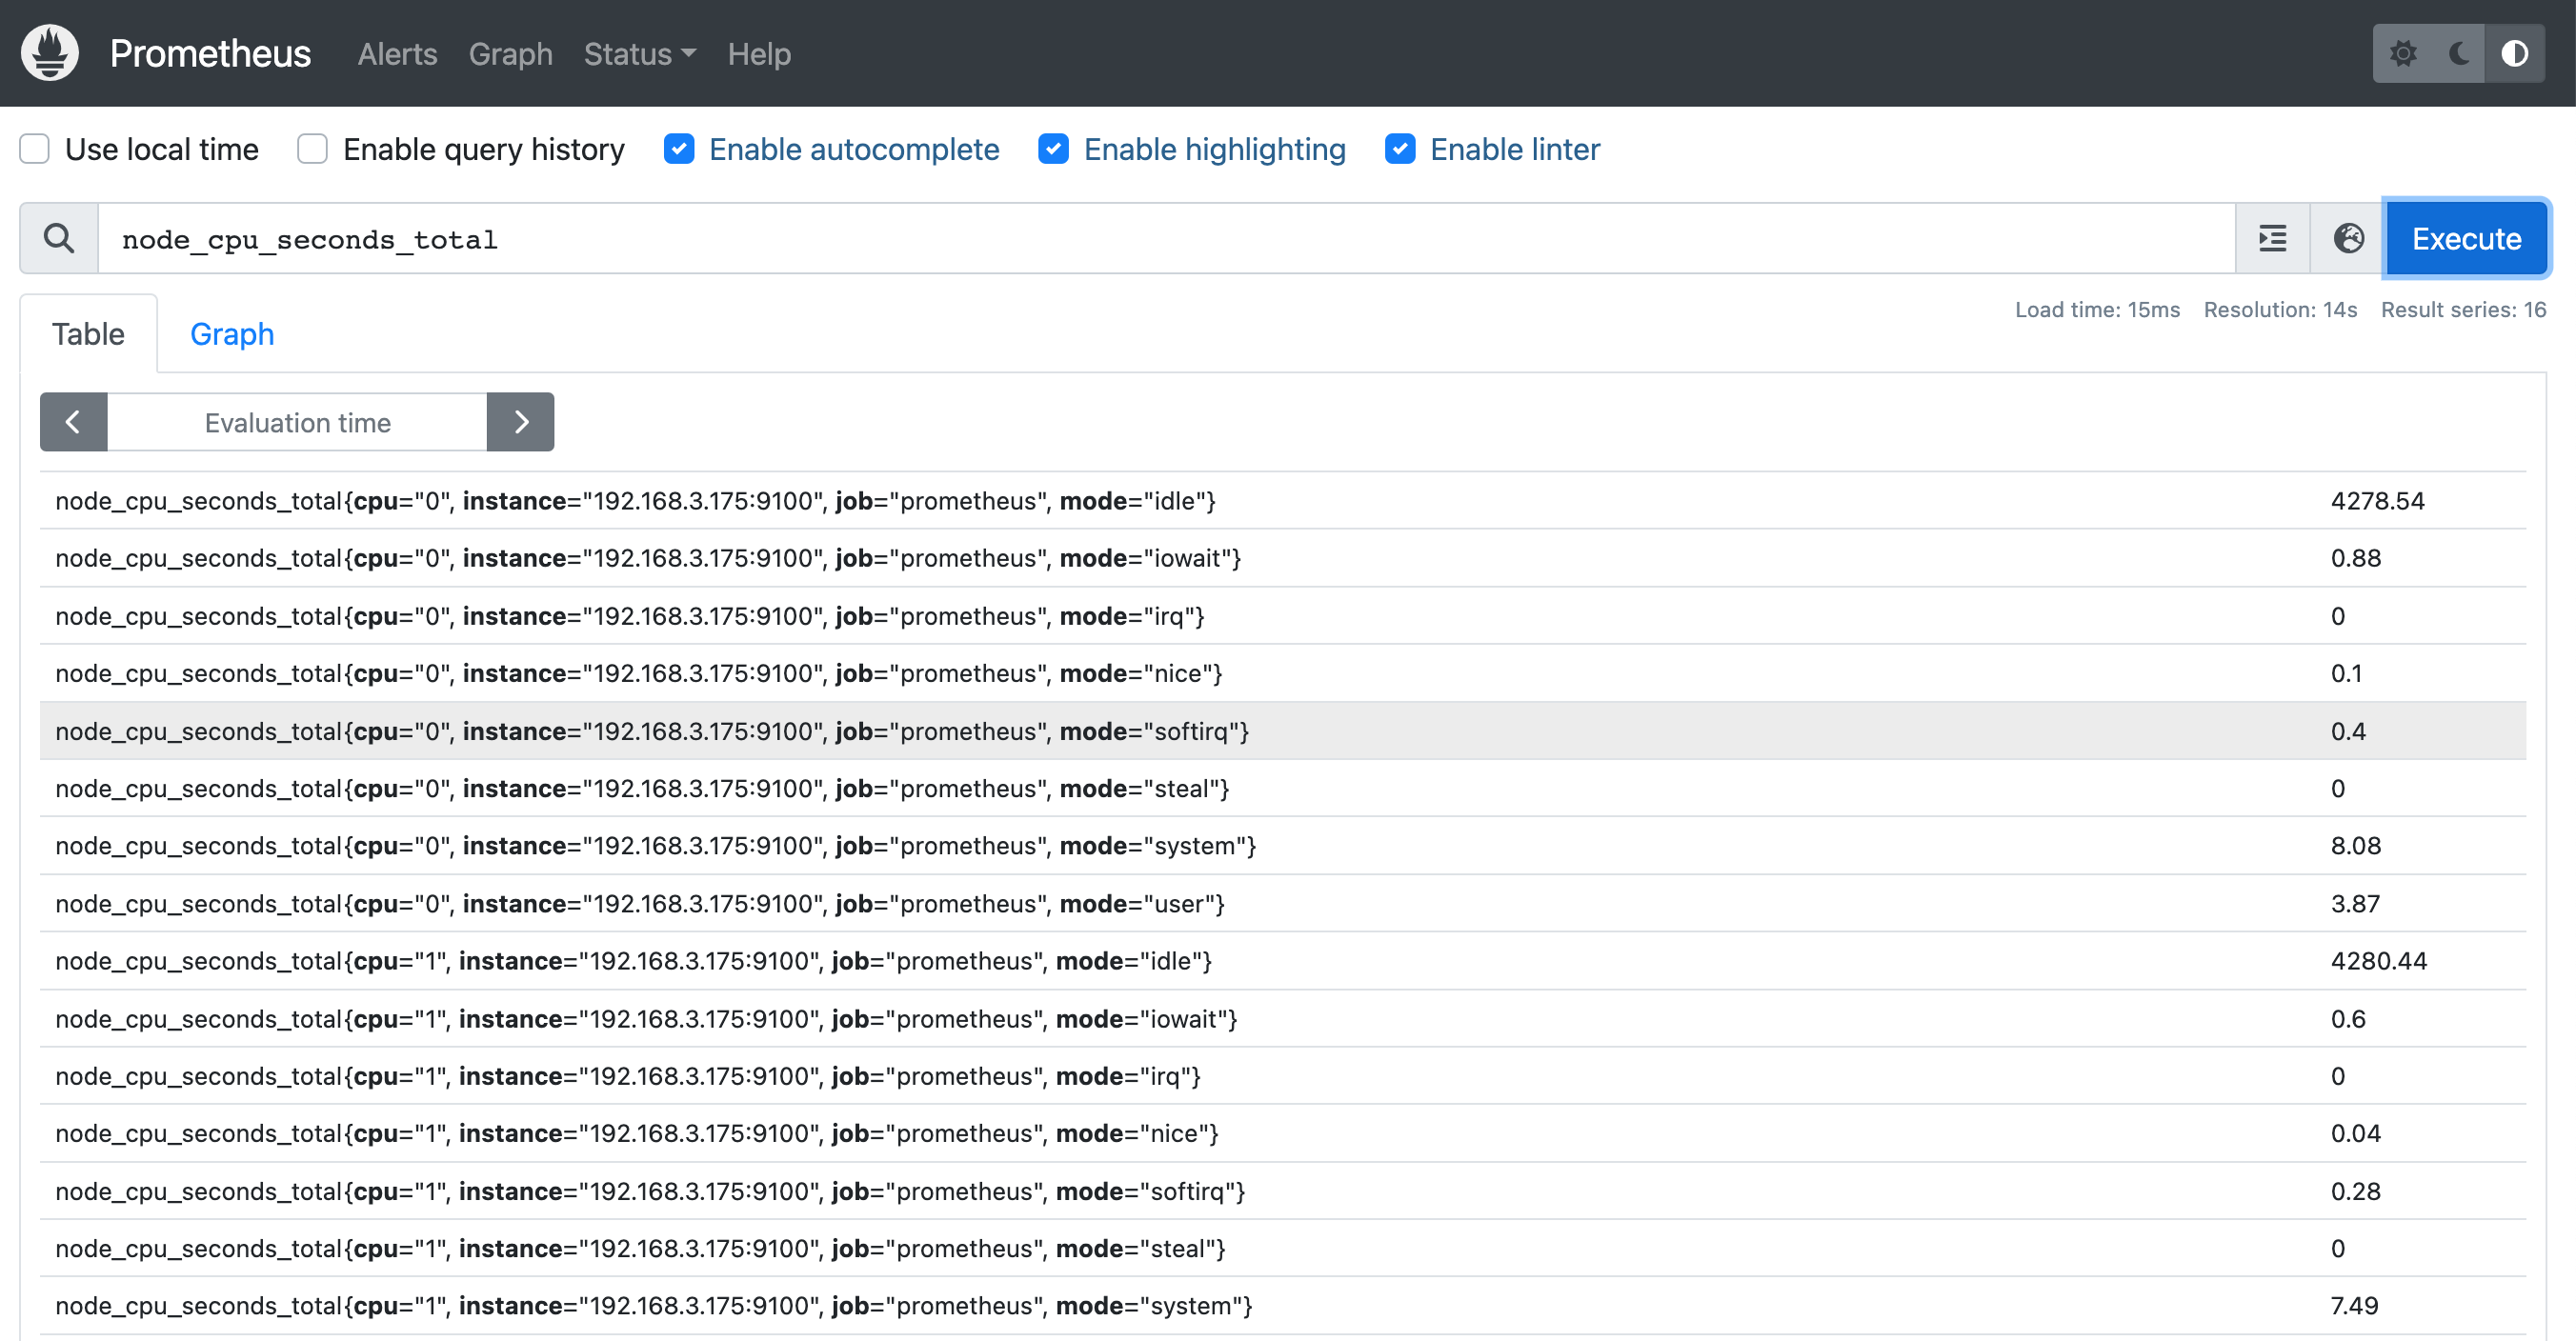 Prometheus Alerts Graph Status Help
Use local time Enable query history Enable autocomplete Enable highlighting Enable linter
node_cpu_seconds_total Execute
Load time: 15ms Resolution: 14s Result series: 16
Table Graph
Evaluation time
node_cpu_seconds_total{cpu="0", instance="192.168.3.175:9100", job="prometheus", mode="idle"} 4278.54
node_cpu_seconds_total{cpu="0", instance="192.168.3.175:9100", job="prometheus", mode="iowait"} 0.88
node_cpu_seconds_total{cpu="0", instance="192.168.3.175:9100", job="prometheus", mode="irq"} 0
node_cpu_seconds_total{cpu="0", instance="192.168.3.175:9100", job="prometheus", mode="nice"} 0.1
node_cpu_seconds_total{cpu="0", instance="192.168.3.175:9100", job="prometheus", mode="softirq"} 0.4
node_cpu_seconds_total{cpu="0", instance="192.168.3.175:9100", job="prometheus", mode="steal"} 0
node_cpu_seconds_total{cpu="0", instance="192.168.3.175:9100", job="prometheus", mode="system"} 8.08
node_cpu_seconds_total{cpu="0", instance="192.168.3.175:9100", job="prometheus", mode="user"} 3.87
node_cpu_seconds_total{cpu="1", instance="192.168.3.175:9100", job="prometheus", mode="idle"} 4280.44
node_cpu_seconds_total{cpu="1", instance="192.168.3.175:9100", job="prometheus", mode="iowait"} 0.6
node_cpu_seconds_total{cpu="1", instance="192.168.3.175:9100", job="prometheus", mode="irq"} 0
node_cpu_seconds_total{cpu="1", instance="192.168.3.175:9100", job="prometheus", mode="nice"} 0.04
node_cpu_seconds_total{cpu="1", instance="192.168.3.175:9100", job="prometheus", mode="softirq"} 0.28
node_cpu_seconds_total{cpu="1", instance="192.168.3.175:9100", job="prometheus", mode="steal"} 0
node_cpu_seconds_total{cpu="1", instance="192.168.3.175:9100", job="prometheus", mode="system"} 7.49